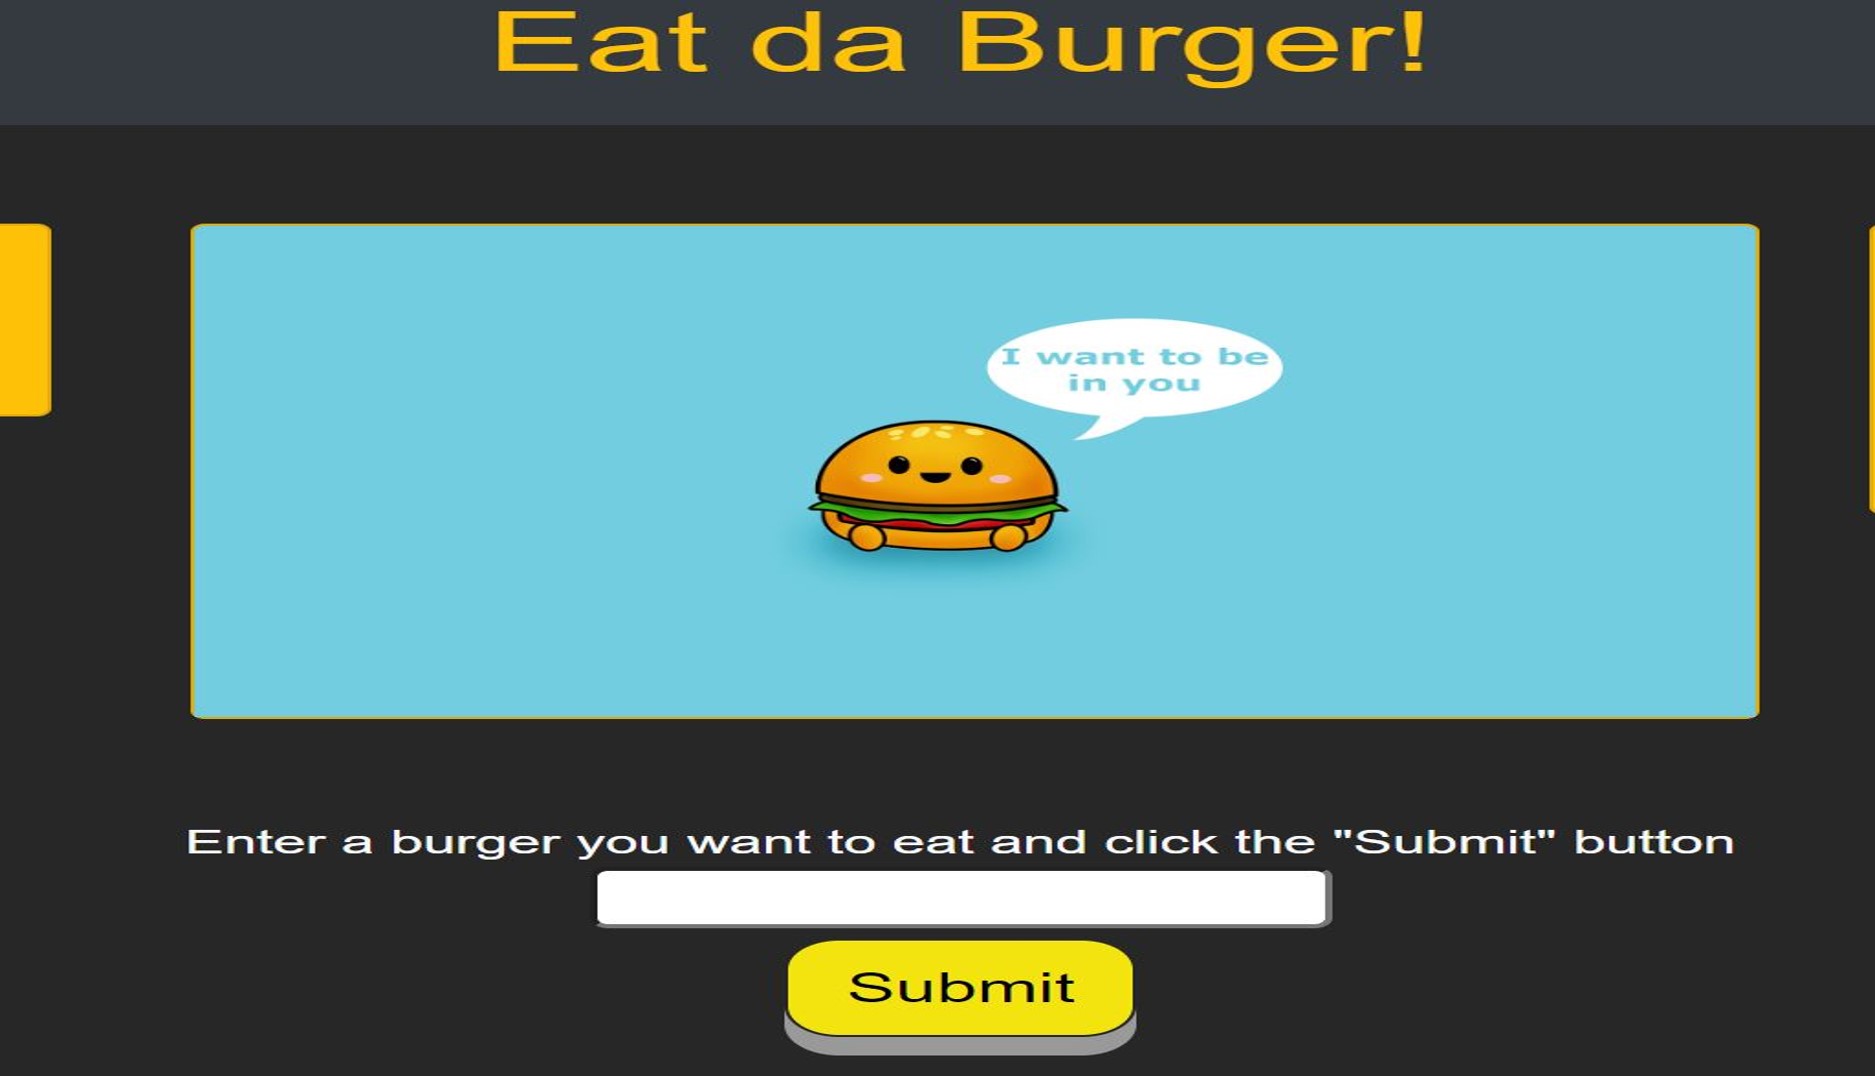 Eat da Burger!
I want to be
in you
Enter a burger you want to eat and click the "Submit" button
Submit